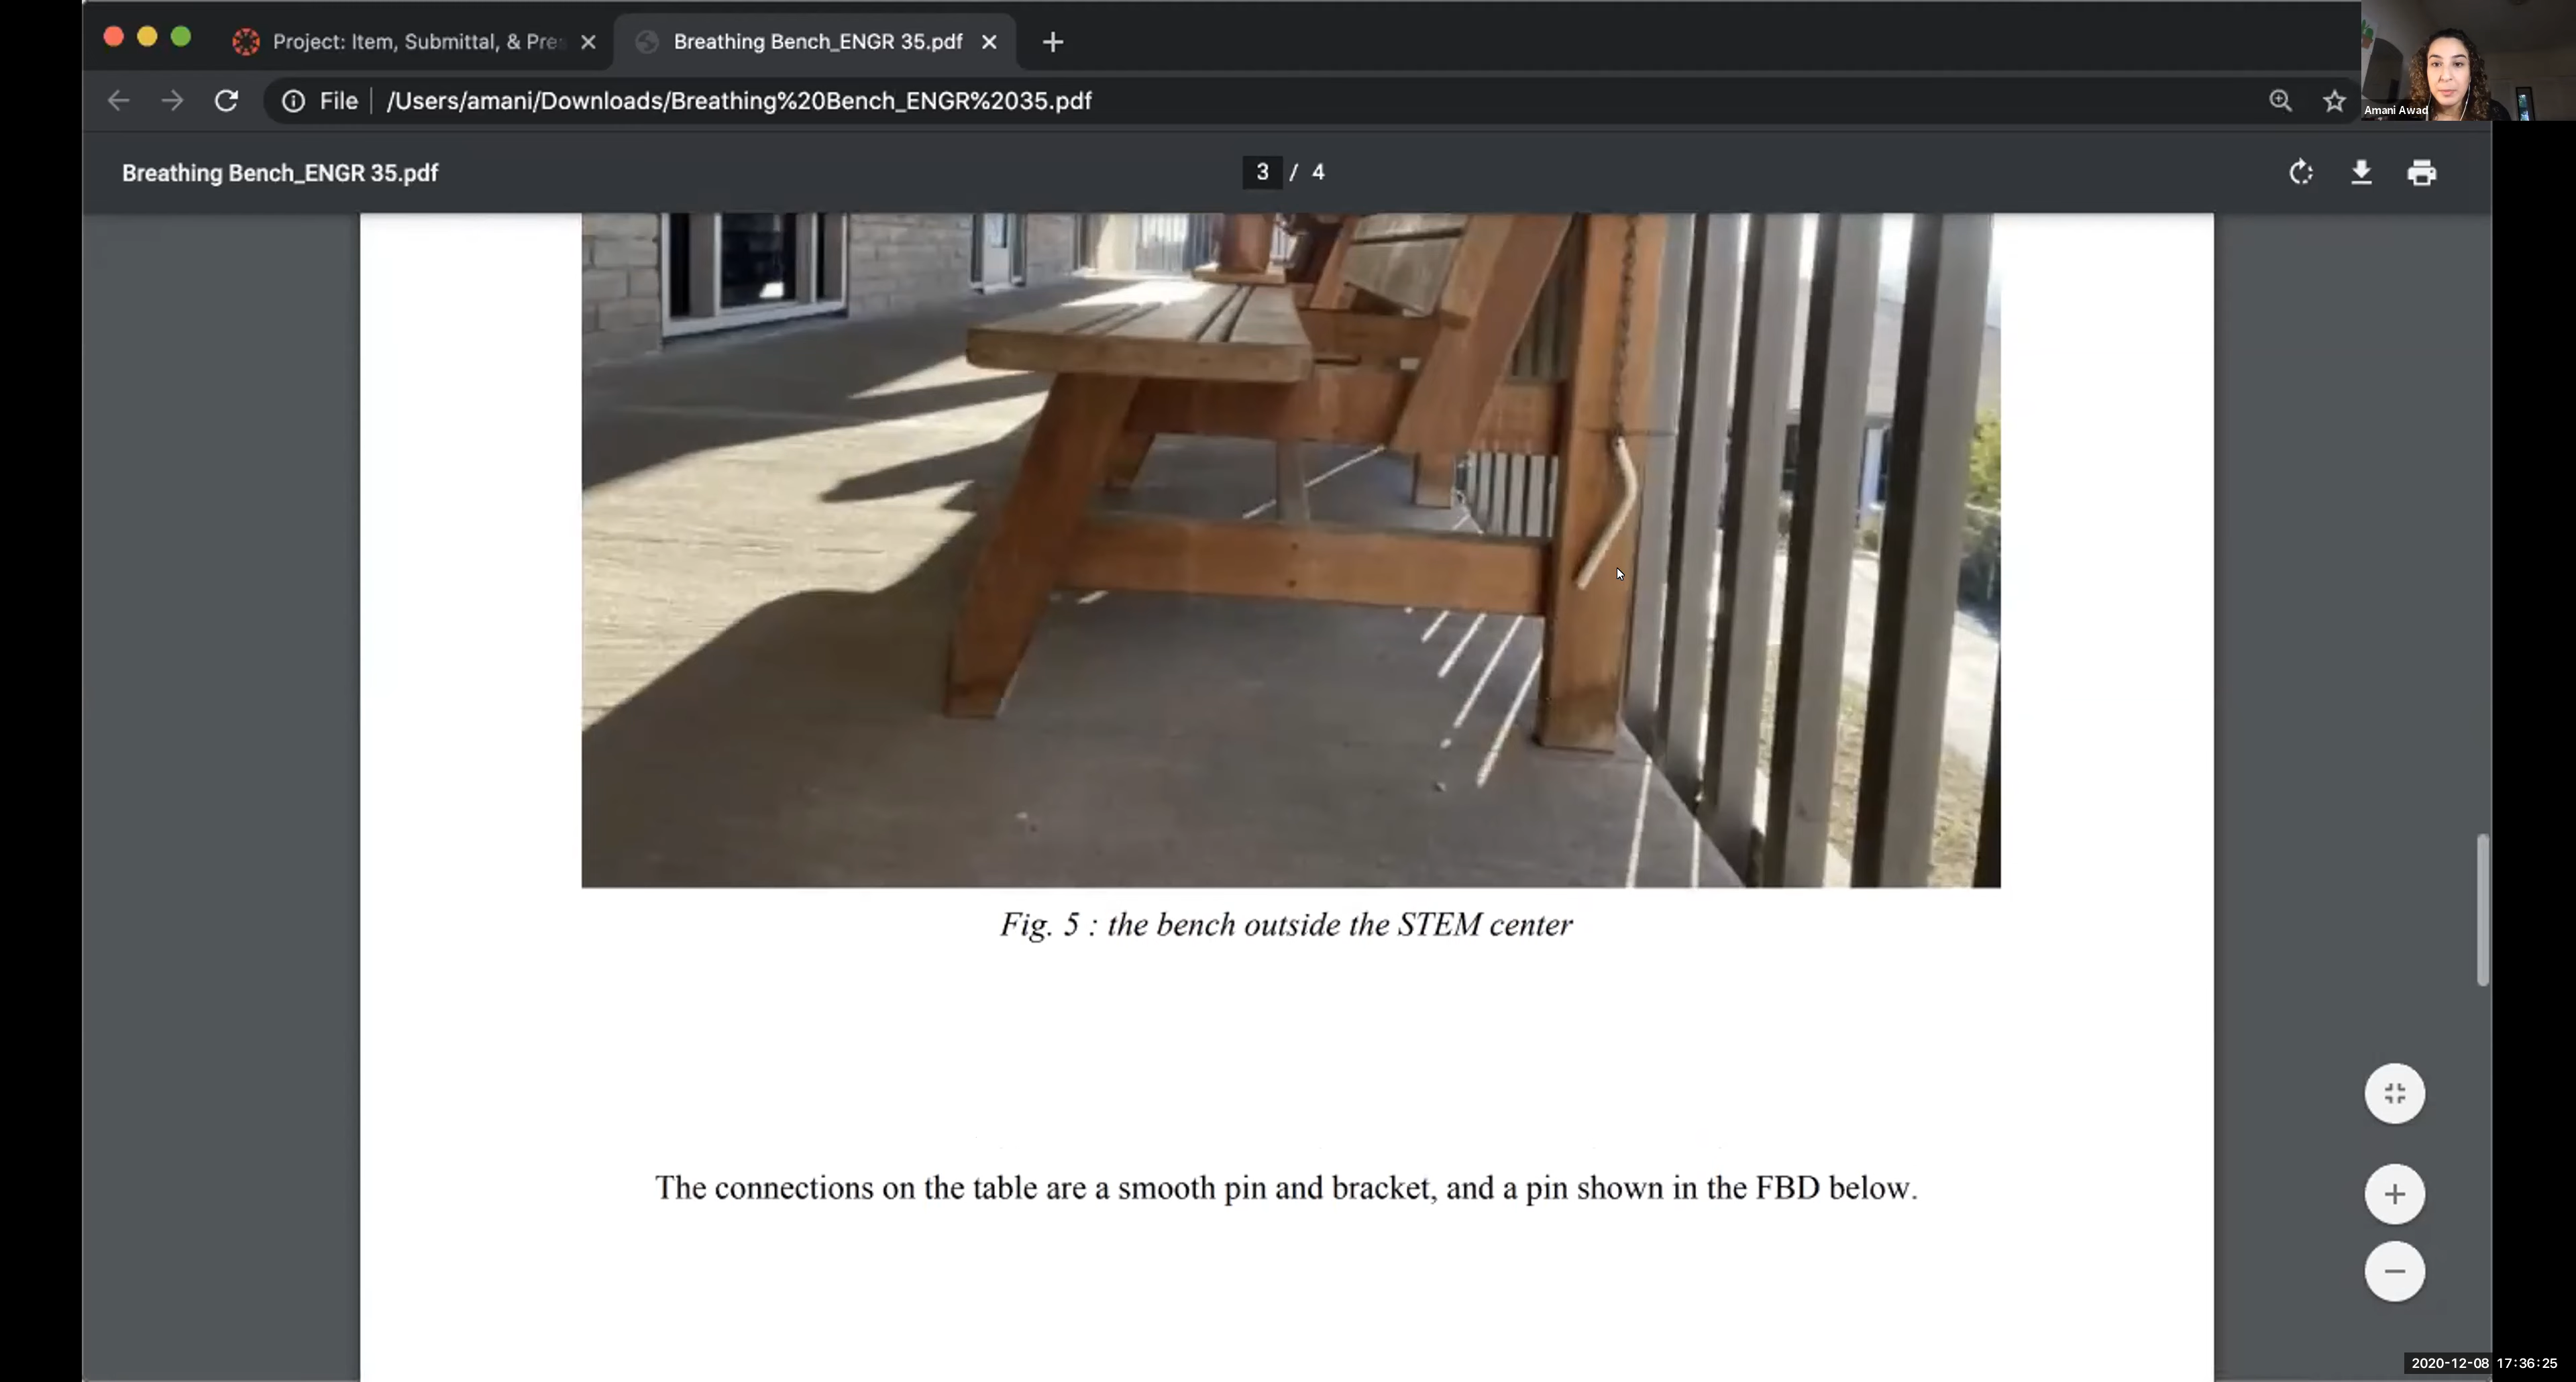 Project: Item, Submittal, & Pre
Breathing Bench_ENGR 35.pdf
File
/Users/amani/Downloads/Breathing%20Bench_ENGR%2035.pdf
Amani Awad
Breathing Bench_ENGR 35.pdf
3 / 4
Fig. 5 : the bench outside the STEM center
The connections on the table are a smooth pin and bracket, and a pin shown in the FBD below.
2020-12-08 17:36:25